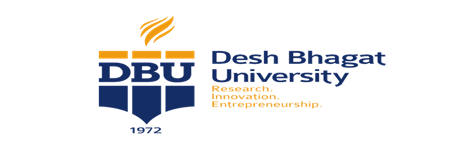 DBU
1972
Desh Bhagat
University
Research.
Innovation.
Entrepreneurship.